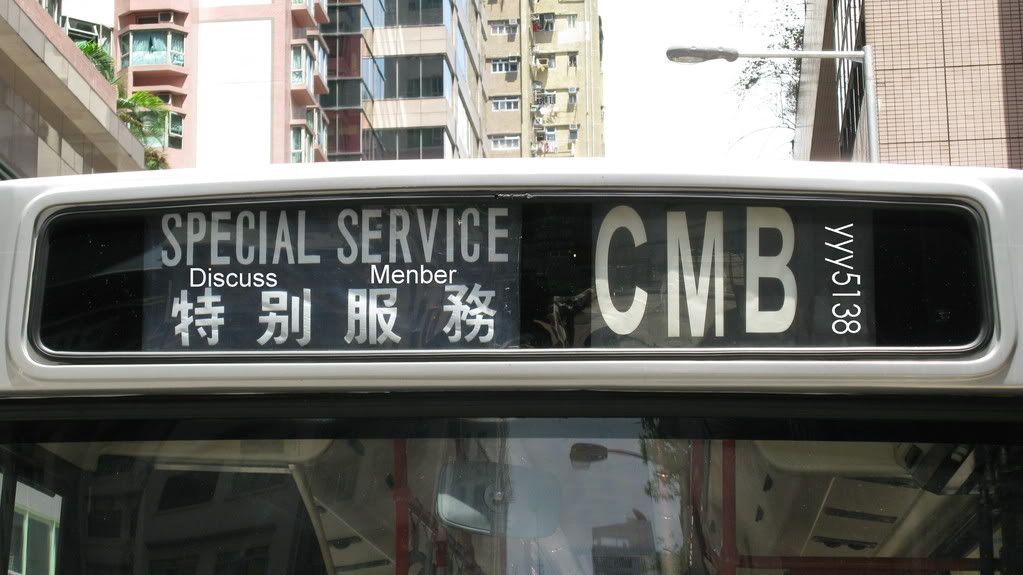 SPECIAL SERVICE
Discuss Menber
特別服務
CMB
yyy5138